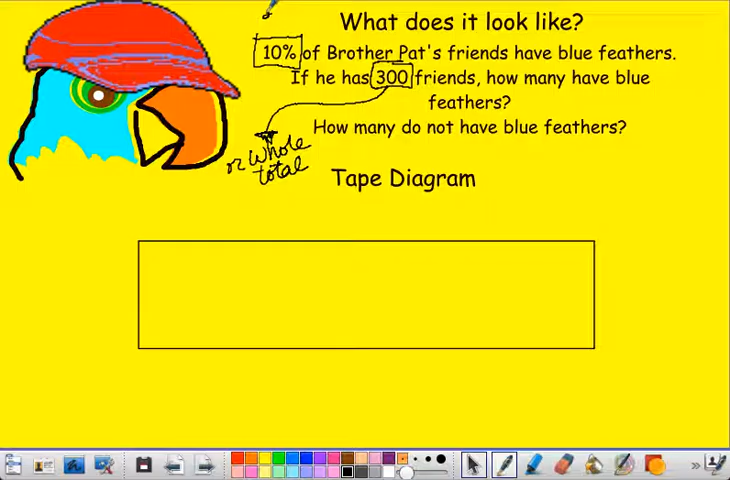 What does it look like?
10% of Brother Pat's friends have blue feathers.
If he has 300 friends, how many have blue
feathers?
How many do not have blue feathers?
or Whole
total
Tape Diagram